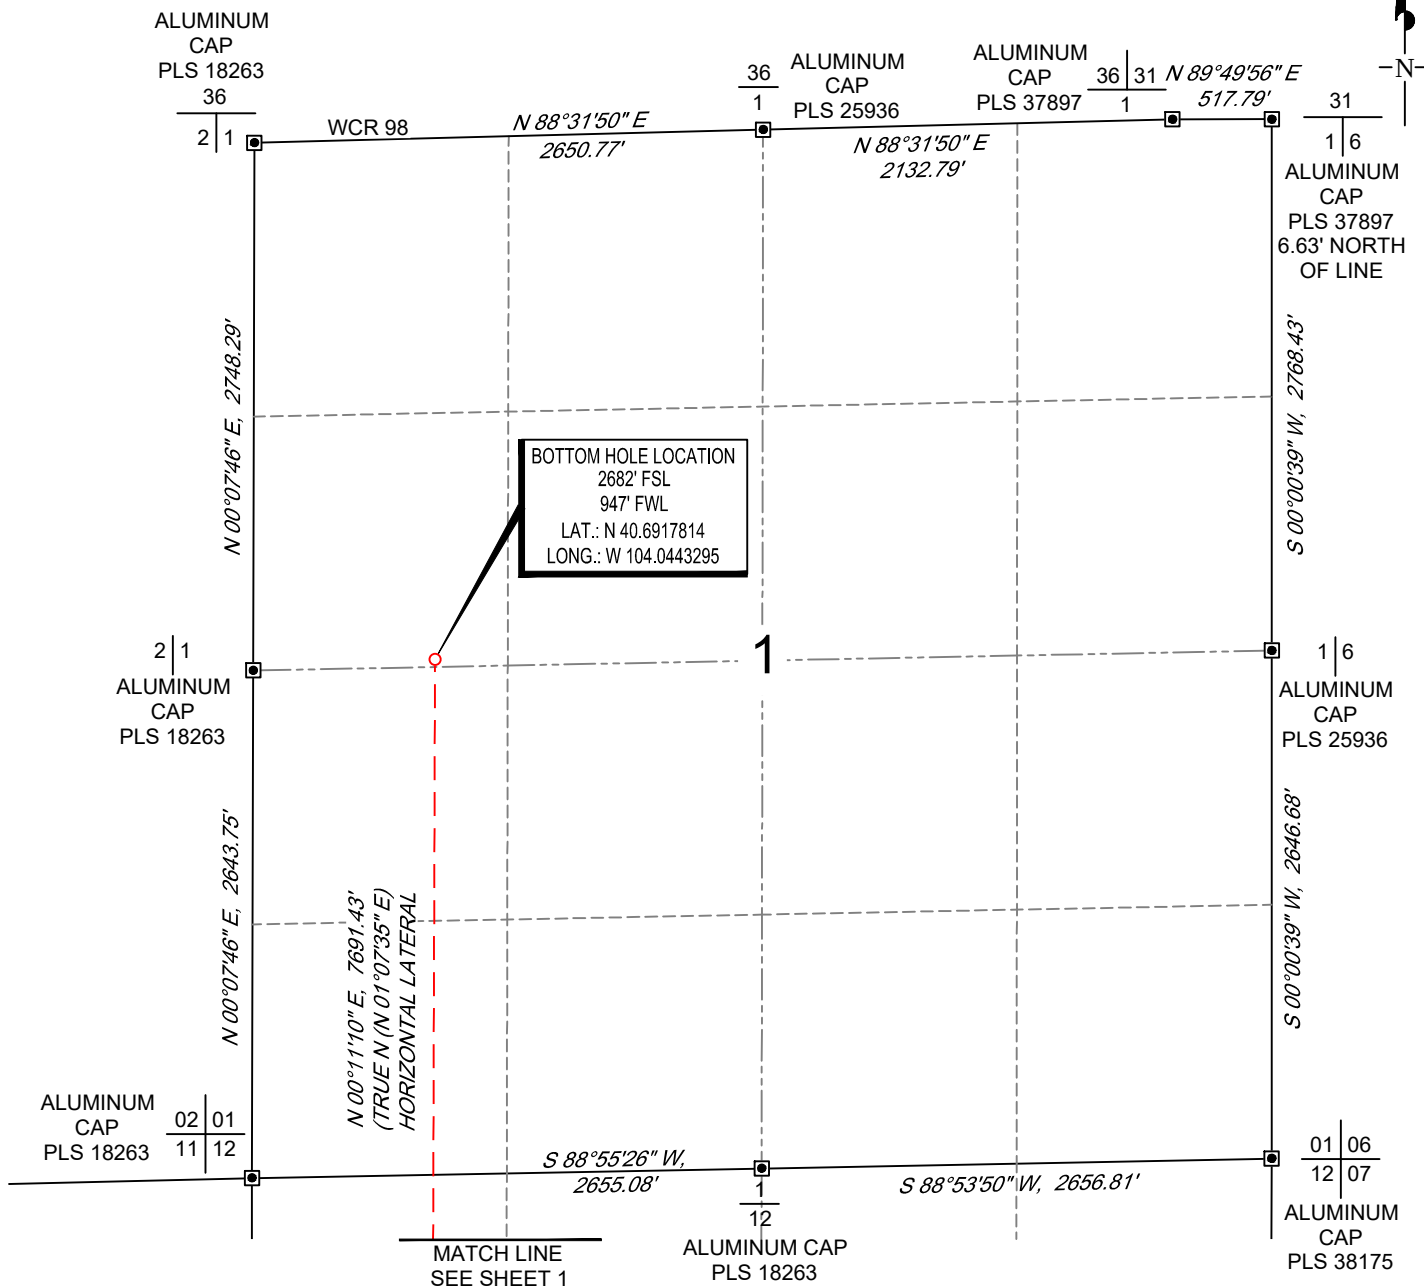 ALUMINUM
CAP
PLS 18263
36
2 1
WCR 98
N 88°31'50" E
2650.77'
36
1
ALUMINUM
CAP
PLS 25936
N 88°31'50" E
2132.79'
ALUMINUM
CAP
PLS 37897
36 31
1
N 89°49'56" E
517.79'
-N-
31
1 6
ALUMINUM
CAP
PLS 37897
6.63' NORTH
OF LINE
N 00°07'46" E, 2748.29'
S 00°00'39" W, 2768.43'
BOTTOM HOLE LOCATION
2682' FSL
947' FWL
LAT.: N 40.6917814
LONG.: W 104.0443295
2 1
ALUMINUM
CAP
PLS 18263
1
1 6
ALUMINUM
CAP
PLS 25936
N 00°07'46" E, 2643.75'
N 00°11'10" E, 7691.43'
(TRUE N (N 01°07'35" E)
HORIZONTAL LATERAL
S 00°00'39" W, 2646.68'
ALUMINUM
CAP
PLS 18263
02 01
11 12
S 88°55'26" W,
2655.08'
1
12
ALUMINUM CAP
PLS 18263
S 88°53'50" W, 2656.81'
01 06
12 07
ALUMINUM
CAP
PLS 38175
MATCH LINE
SEE SHEET 1